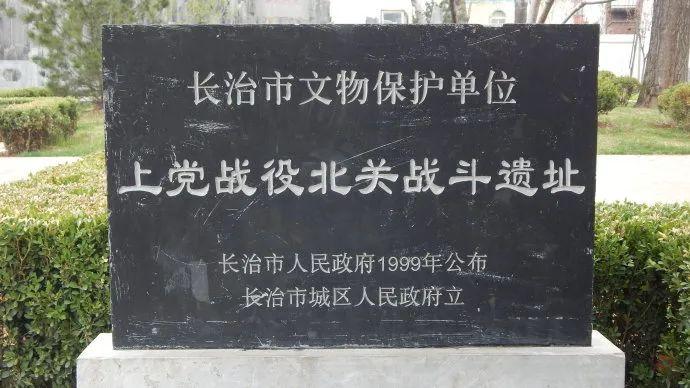 长治市文物保护单位
上党战役北关战斗遗址
长治市人民政府1999年公布
长治市城区人民政府立